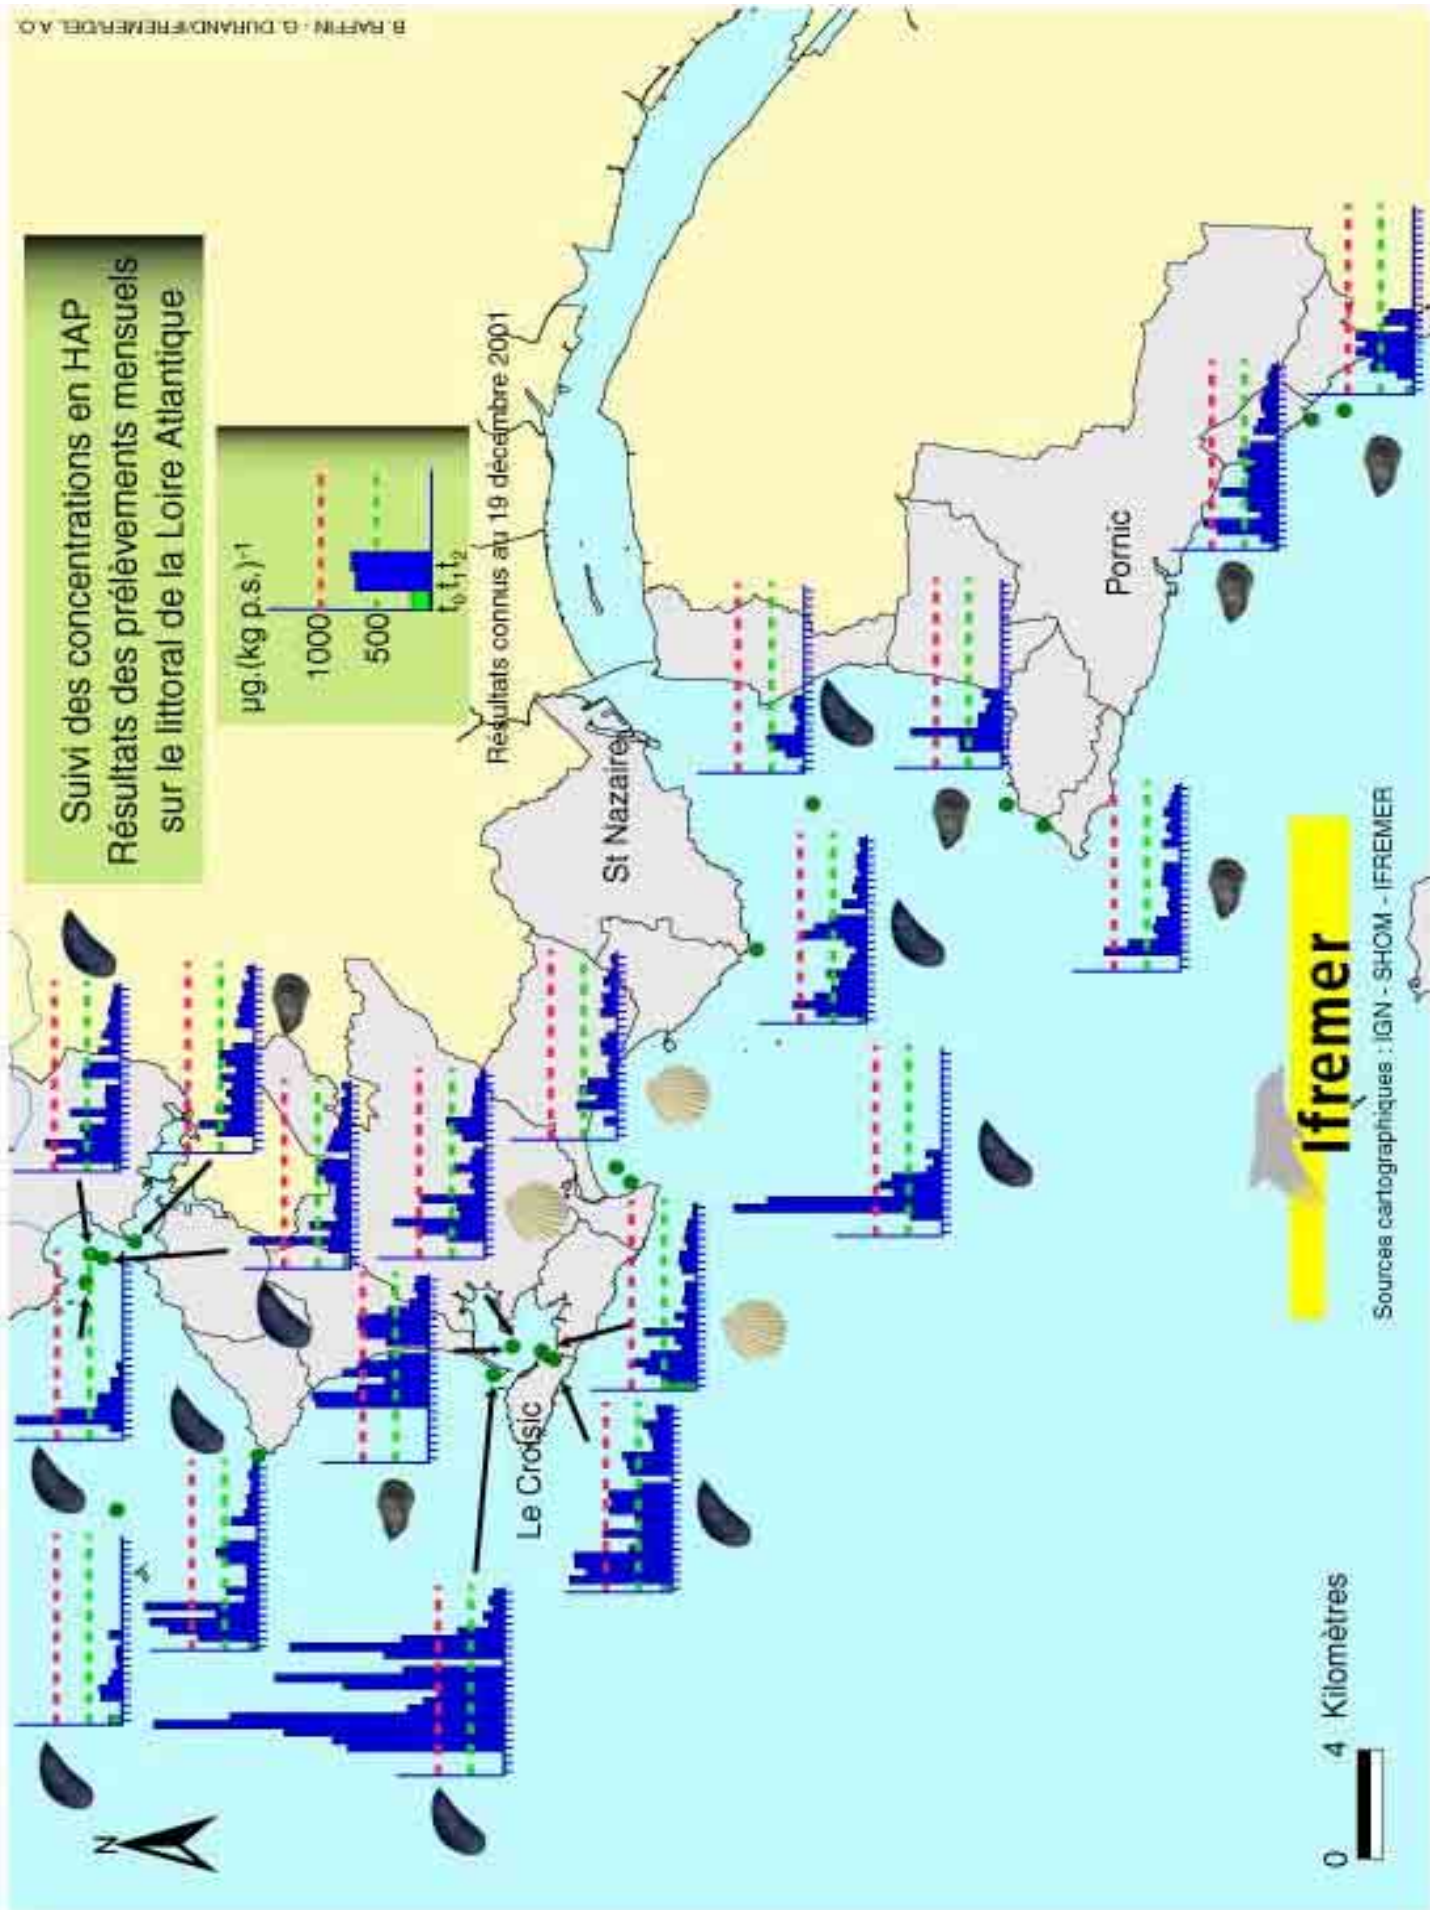 Suivi des concentrations en HAP
Résultats des prélèvements mensuels
sur le littoral de la Loire Atlantique
µg.(kg p.s.)-1
1000
500
t0 t1 t2
Résultats connus au 19 décembre 2001
St Nazaire
Le Croisic
Pornic
N
0 4 Kilomètres
Ifremer
Sources cartographiques : IGN - SHOM - IFREMER
B. RAFFIN - G. DURAND/IFREMER/DEL A.O.